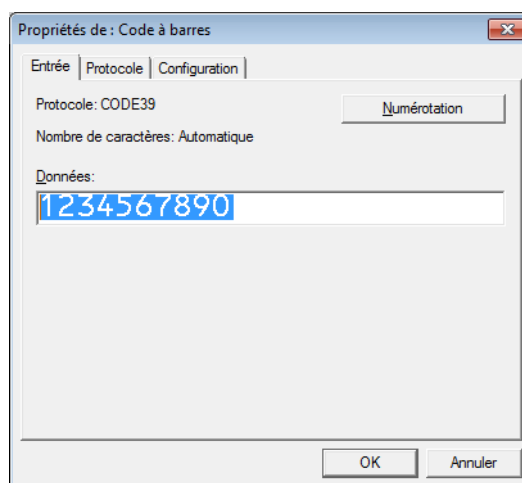 Propriétés de : Code à barres
Entrée Protocole Configuration
Protocole: CODE39 Numérotation
Nombre de caractères: Automatique
Données:
1234567890
OK Annuler